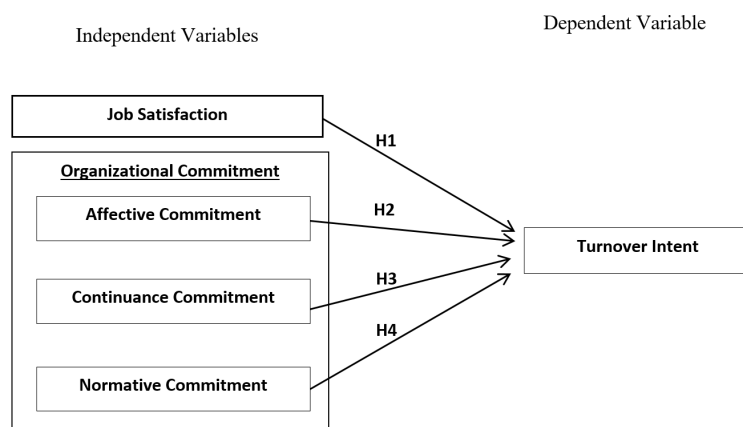 Independent Variables
Dependent Variable
Job Satisfaction
H1
Organizational Commitment
Affective Commitment
H2
Turnover Intent
Continuance Commitment
H3
H4
Normative Commitment